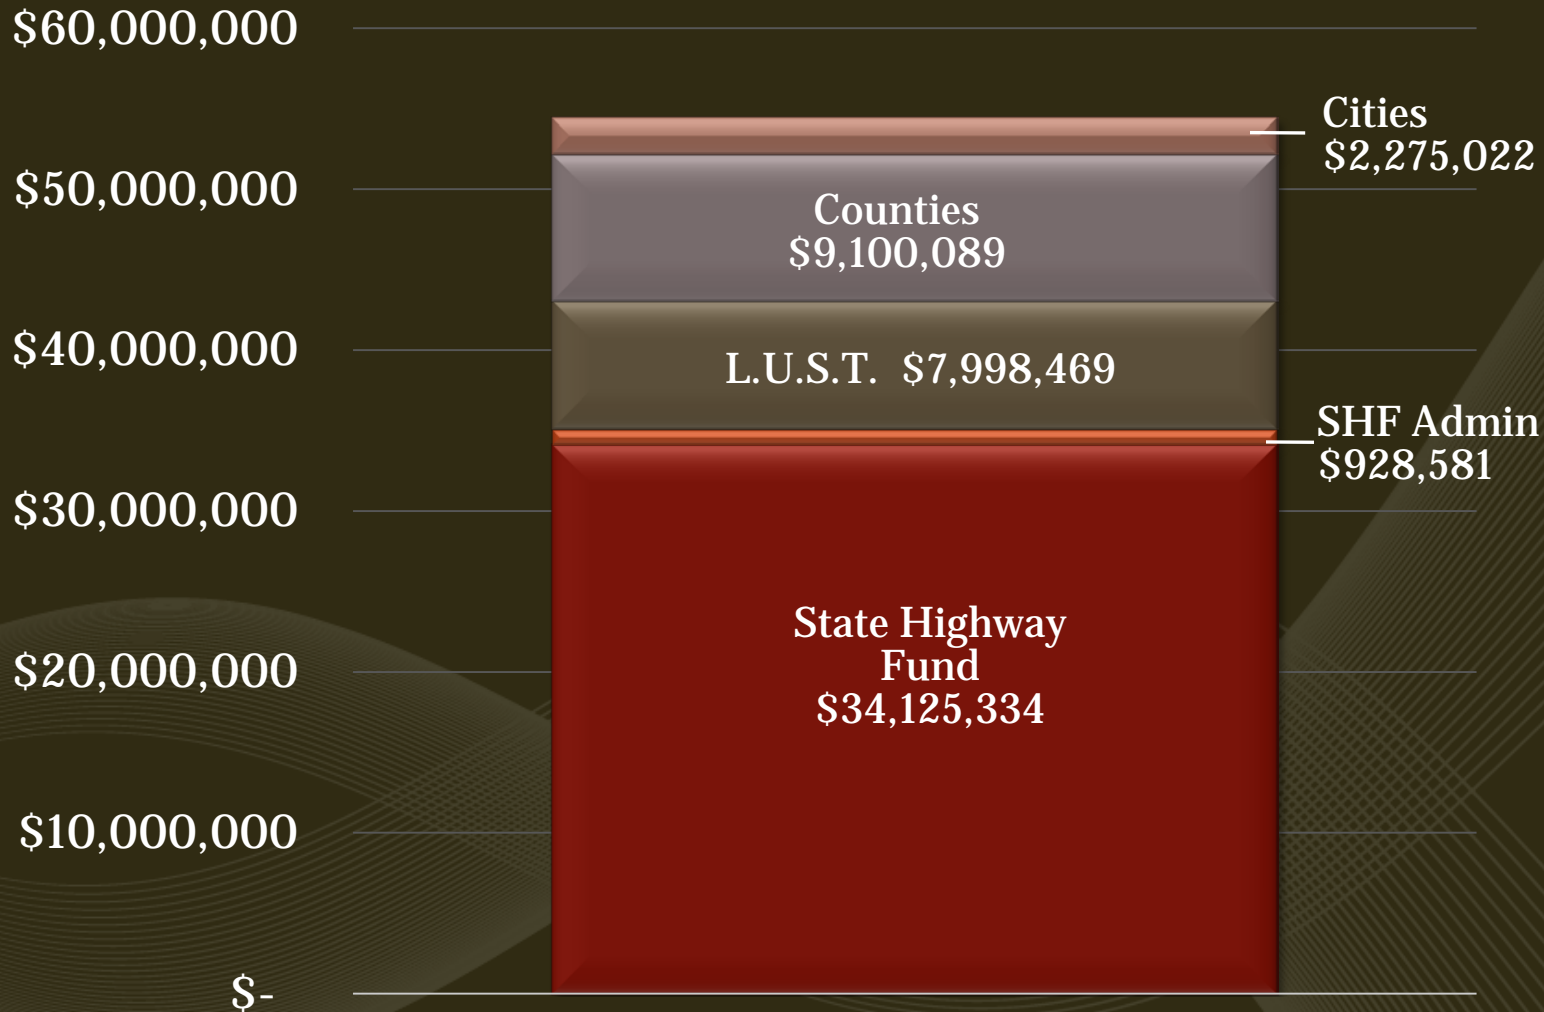 $60,000,000
Cities
$2,275,022
$50,000,000
Counties
$9,100,089
$40,000,000
L.U.S.T. $7,998,469
SHF Admin
$928,581
$30,000,000
State Highway
Fund
$34,125,334
$20,000,000
$10,000,000
$-